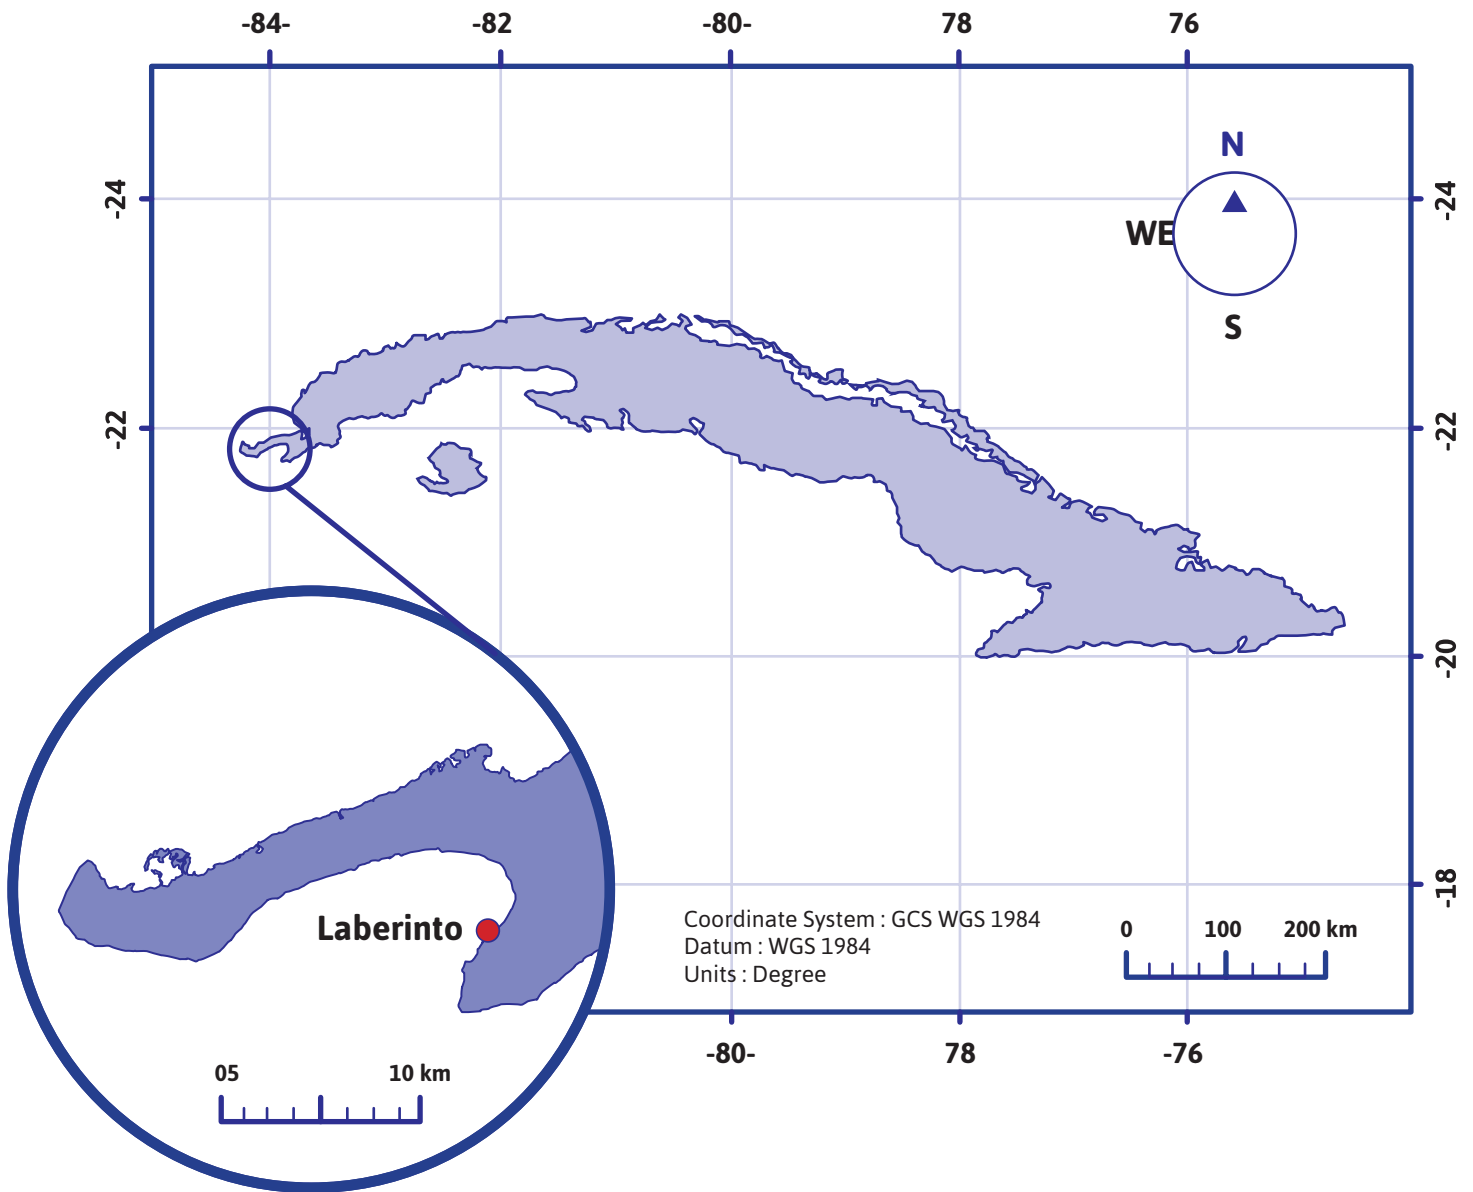 -84-
-82
-80-
78
76
N
-24
-24
WE
S
-22
-22
-20
-18
Laberinto
Coordinate System : GCS WGS 1984
Datum : WGS 1984
Units : Degree
0 100 200 km
-80-
78
-76
05 10 km